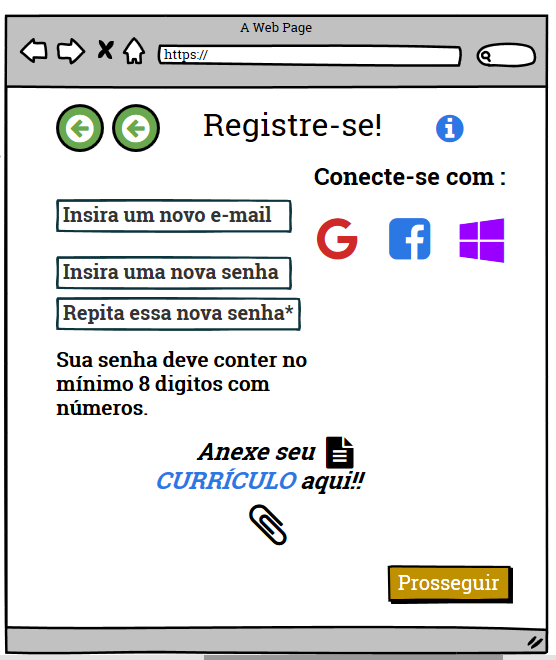 A Web Page
https://
Registre-se!
Conecte-se com :
Insira um novo e-mail
Insira uma nova senha
Repita essa nova senha*
Sua senha deve conter no
mínimo 8 digitos com
números.
Anexe seu
CURRÍCULO aqui!!
Prosseguir